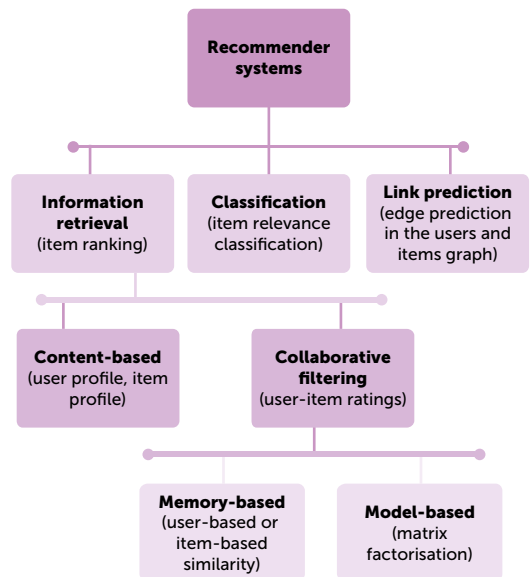 Recommender
systems
Information
retrieval
(item ranking)
Classification
(item relevance
classification)
Link prediction
(edge prediction
in the users and
items graph)
Content-based
(user profile, item
profile)
Collaborative
filtering
(user-item ratings)
Memory-based
(user-based or
item-based
similarity)
Model-based
(matrix
factorisation)